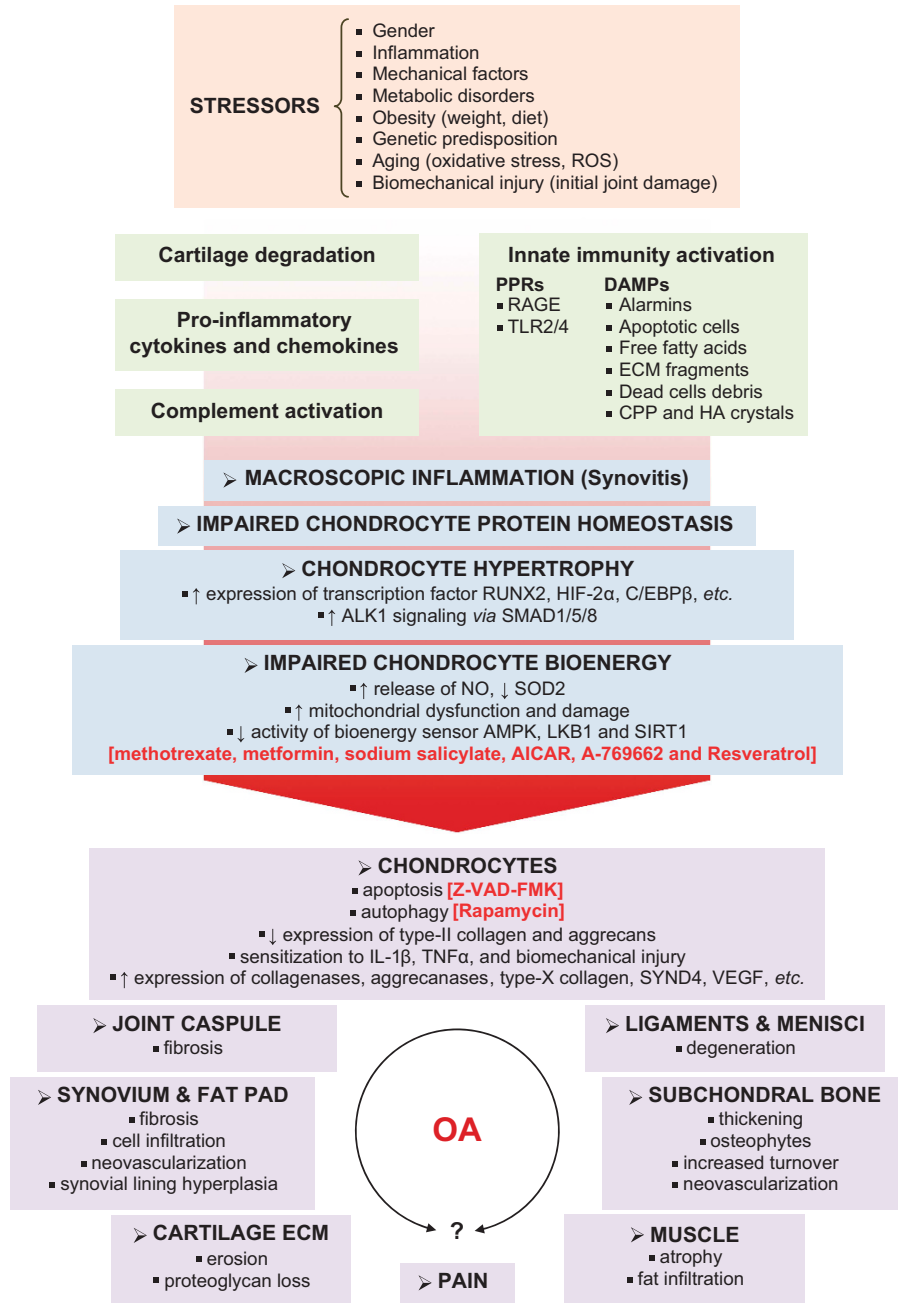 STRESSORS
▪ Gender
▪ Inflammation
▪ Mechanical factors
▪ Metabolic disorders
▪ Obesity (weight, diet)
▪ Genetic predisposition
▪ Aging (oxidative stress, ROS)
▪ Biomechanical injury (initial joint damage)
Cartilage degradation
Pro-inflammatory
cytokines and chemokines
Complement activation
Innate immunity activation
PPRs
▪ RAGE
▪ TLR2/4
DAMPs
▪ Alarmins
▪ Apoptotic cells
▪ Free fatty acids
▪ ECM fragments
▪ Dead cells debris
▪ CPP and HA crystals
➢ MACROSCOPIC INFLAMMATION (Synovitis)
➢ IMPAIRED CHONDROCYTE PROTEIN HOMEOSTASIS
➢ CHONDROCYTE HYPERTROPHY
▪ ↑ expression of transcription factor RUNX2, HIF-2α, C/EBPβ, etc.
▪ ↑ ALK1 signaling via SMAD1/5/8
➢ IMPAIRED CHONDROCYTE BIOENERGY
▪ ↑ release of NO, ↓ SOD2
▪ ↑ mitochondrial dysfunction and damage
▪ ↓ activity of bioenergy sensor AMPK, LKB1 and SIRT1
[methotrexate, metformin, sodium salicylate, AICAR, A-769662 and Resveratrol]
➢ CHONDROCYTES
▪ apoptosis [Z-VAD-FMK]
▪ autophagy [Rapamycin]
▪ ↓ expression of type-II collagen and aggrecans
▪ sensitization to IL-1β, TNFα, and biomechanical injury
▪ ↑ expression of collagenases, aggrecanases, type-X collagen, SYND4, VEGF, etc.
➢ JOINT CASPULE
▪ fibrosis
➢ SYNOVIUM & FAT PAD
▪ fibrosis
▪ cell infiltration
▪ neovascularization
▪ synovial lining hyperplasia
➢ CARTILAGE ECM
▪ erosion
▪ proteoglycan loss
OA
?
➢ PAIN
➢ LIGAMENTS & MENISCI
▪ degeneration
➢ SUBCHONDRAL BONE
▪ thickening
▪ osteophytes
▪ increased turnover
▪ neovascularization
➢ MUSCLE
▪ atrophy
▪ fat infiltration